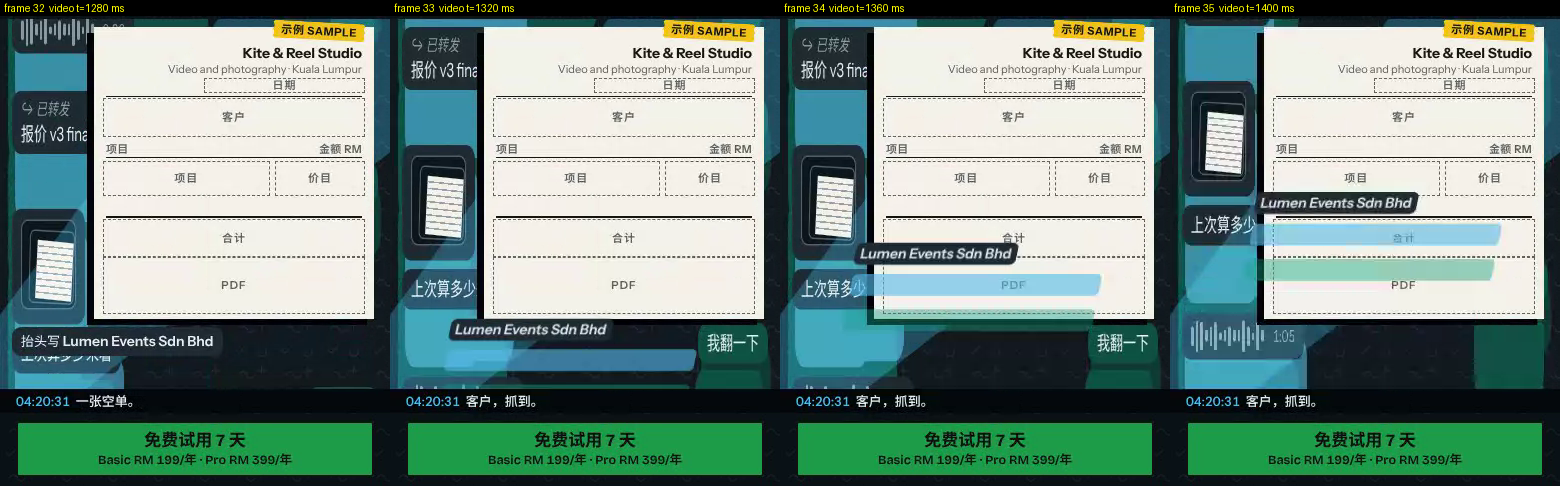 frame 32 video t=1280 ms
示例 SAMPLE
Kite & Reel Studio
Video and photography · Kuala Lumpur
日期
已转发
报价 v3 fina
客户
项目 金额 RM
项目 价目
合计
PDF
抬头写 Lumen Events Sdn Bhd
04:20:31 一张空单。
免费试用 7 天
Basic RM 199/年 · Pro RM 399/年
frame 33 video t=1320 ms
示例 SAMPLE
Kite & Reel Studio
Video and photography · Kuala Lumpur
已转发
报价 v3 fina
日期
客户
项目 金额 RM
项目 价目
合计
上次算多少
PDF
Lumen Events Sdn Bhd
我翻一下
04:20:31 客户，抓到。
免费试用 7 天
Basic RM 199/年 · Pro RM 399/年
frame 34 video t=1360 ms
示例 SAMPLE
Kite & Reel Studio
Video and photography · Kuala Lumpur
已转发
报价 v3 fina
日期
客户
项目 金额 RM
项目 价目
合计
Lumen Events Sdn Bhd
上次算多少
PDF
我翻一下
04:20:31 客户，抓到。
免费试用 7 天
Basic RM 199/年 · Pro RM 399/年
frame 35 video t=1400 ms
示例 SAMPLE
Kite & Reel Studio
Video and photography · Kuala Lumpur
日期
客户
项目 金额 RM
项目 价目
Lumen Events Sdn Bhd
上次算多少
合计
PDF
1:05
04:20:31 客户，抓到。
免费试用 7 天
Basic RM 199/年 · Pro RM 399/年